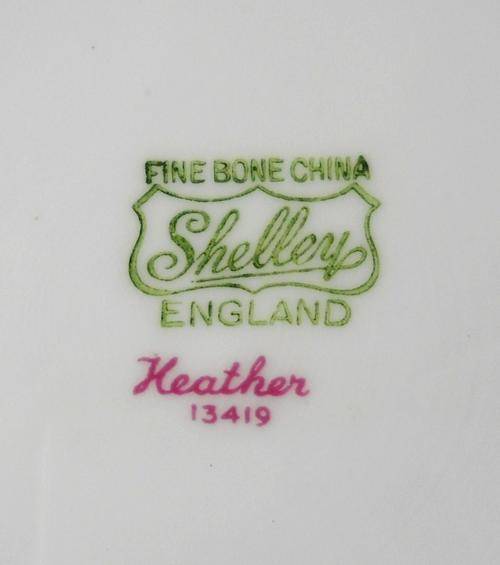 FINE BONE CHINA
Shelley
ENGLAND
Heather
13419